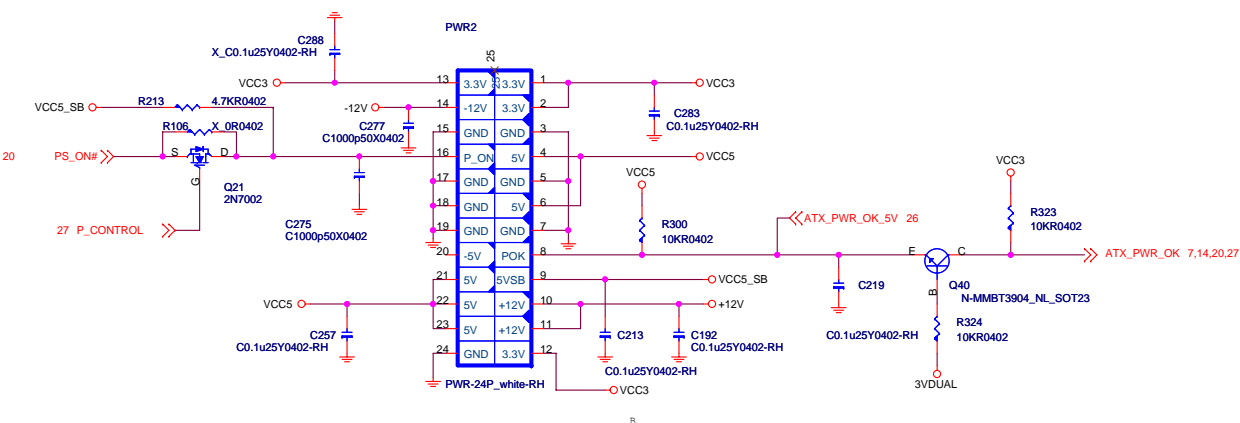 PWR2
C288
X_C0.1u25Y0402-RH
25
25X
VCC3 13 3.3V 3.3V 1 VCC3
R213 4.7KR0402
VCC5_SB
-12V 14 -12V 3.3V 2
C277
C1000p50X0402
C283
C0.1u25Y0402-RH
R106 X_0R0402
15 GND GND 3
20 PS_ON# S D 16 P_ON 5V 4 VCC5
G
Q21
2N7002
17 GND GND 5
18 GND 5V 6
19 GND GND 7
C275
C1000p50X0402
27 P_CONTROL
VCC5
R300
10KR0402
ATX_PWR_OK_5V 26
VCC3
R323
10KR0402
20 -5V POK 8
E C
B
ATX_PWR_OK 7,14,20,27
Q40
N-MMBT3904_NL_SOT23
21 5V 5VSB 9 VCC5_SB
C219
C0.1u25Y0402-RH
VCC5 22 5V +12V 10 +12V
23 5V +12V 11
C257
C0.1u25Y0402-RH
C213
C0.1u25Y0402-RH
C192
C0.1u25Y0402-RH
R324
10KR0402
24 GND 3.3V 12
PWR-24P_white-RH
VCC3
3VDUAL
B